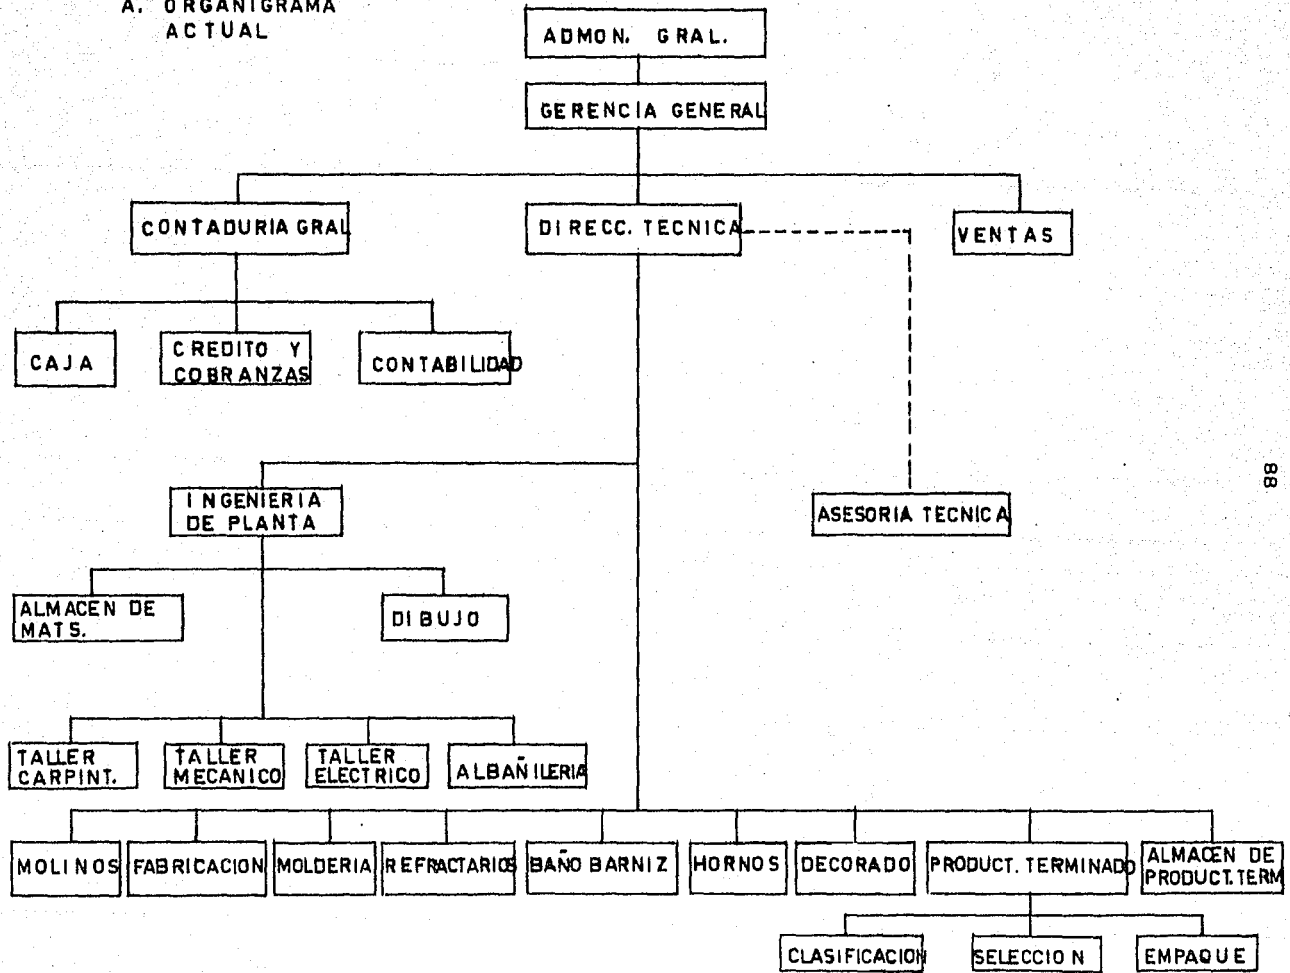 A. ORGANIGRAMA
ACTUAL
ADMON. GRAL.
GERENCIA GENERAL
CONTADURIA GRAL
DIRECC. TECNICA
VENTAS
CAJA
CREDITO Y
COBRANZAS
CONTABILIDAD
88
INGENIERIA
DE PLANTA
ASESORIA TECNICA
ALMACEN DE
MATS.
DIBUJO
TALLER
CARPINT.
TALLER
MECANICO
TALLER
ELECTRICO
ALBAÑILERIA
MOLINOS
FABRICACION
MOLDERIA
REFRACTARIOS
BAÑO BARNIZ
HORNOS
DECORADO
PRODUCT. TERMINADO
ALMACEN DE
PRODUCT. TERM
CLASIFICACION
SELECCION
EMPAQUE